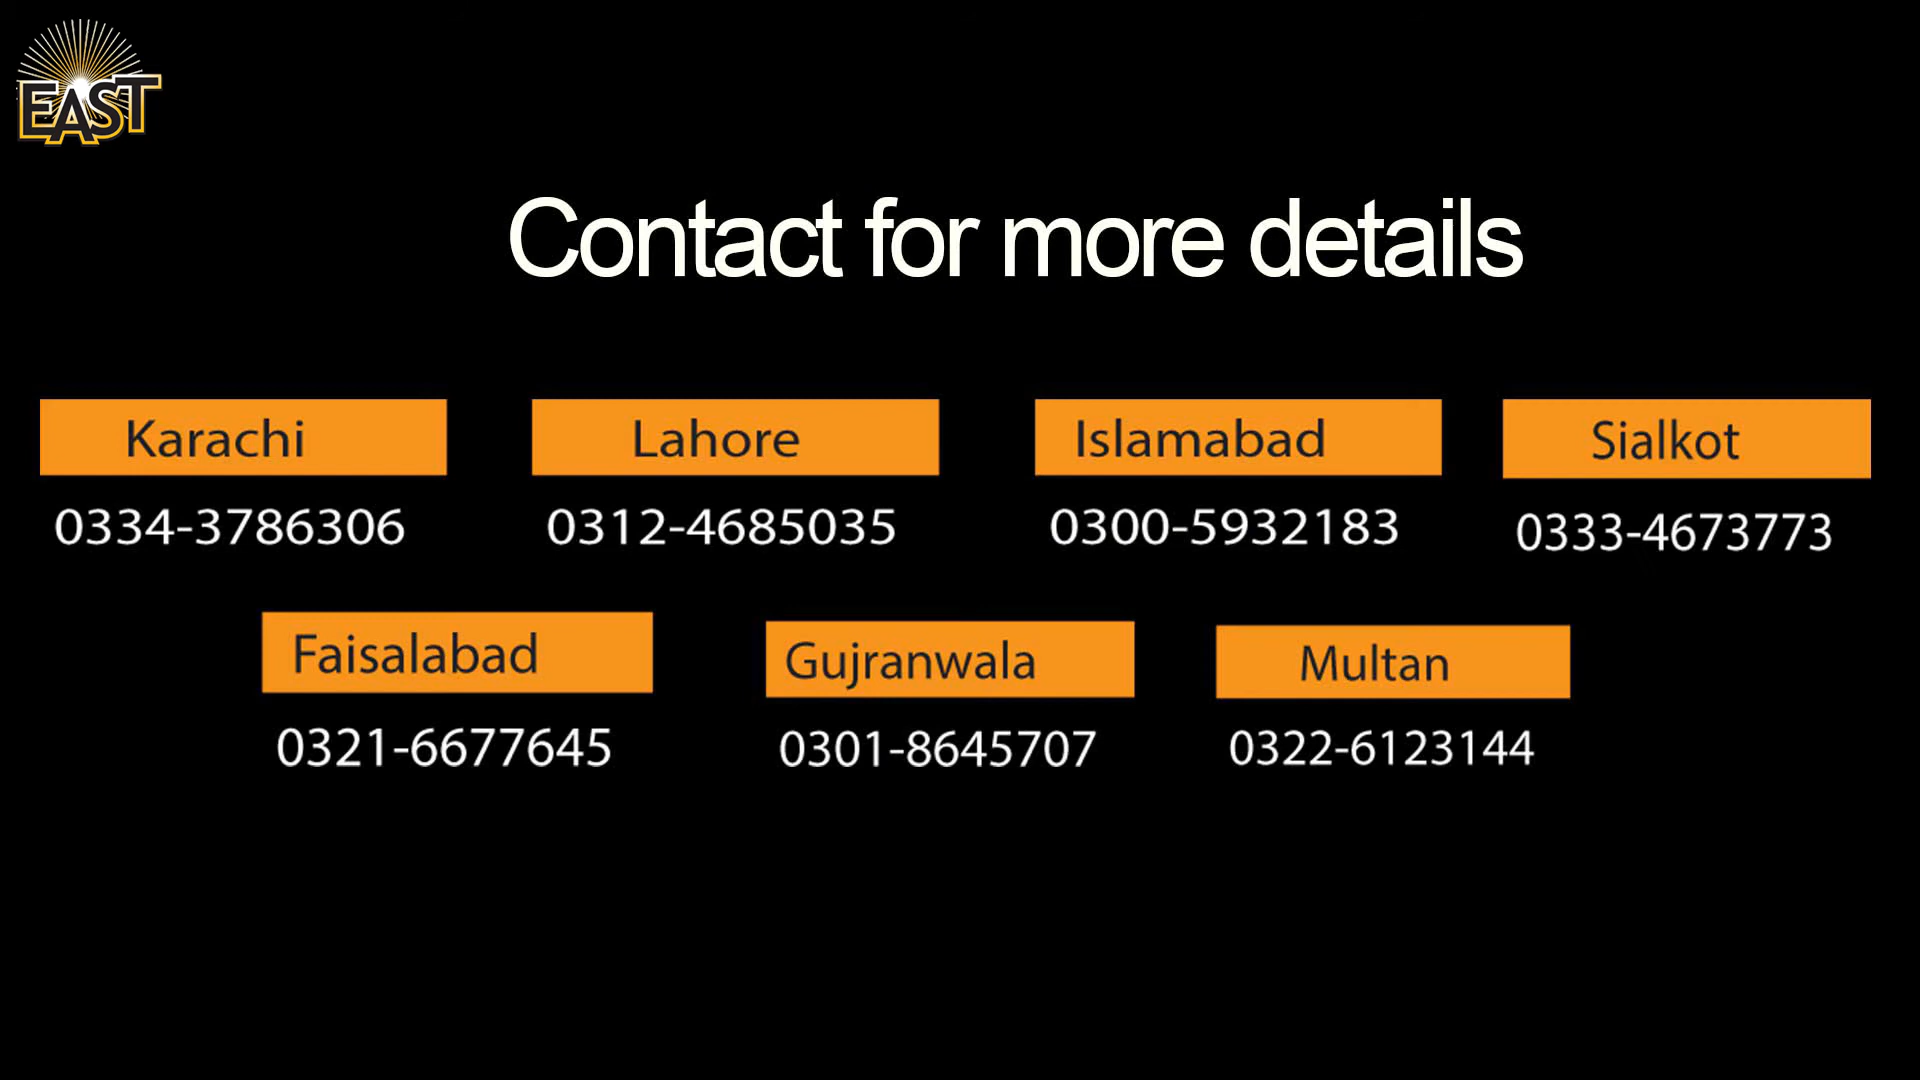 EAST
Contact for more details
Karachi
Lahore
Islamabad
Sialkot
0334-3786306
0312-4685035
0300-5932183
0333-4673773
Faisalabad
Gujranwala
Multan
0321-6677645
0301-8645707
0322-6123144